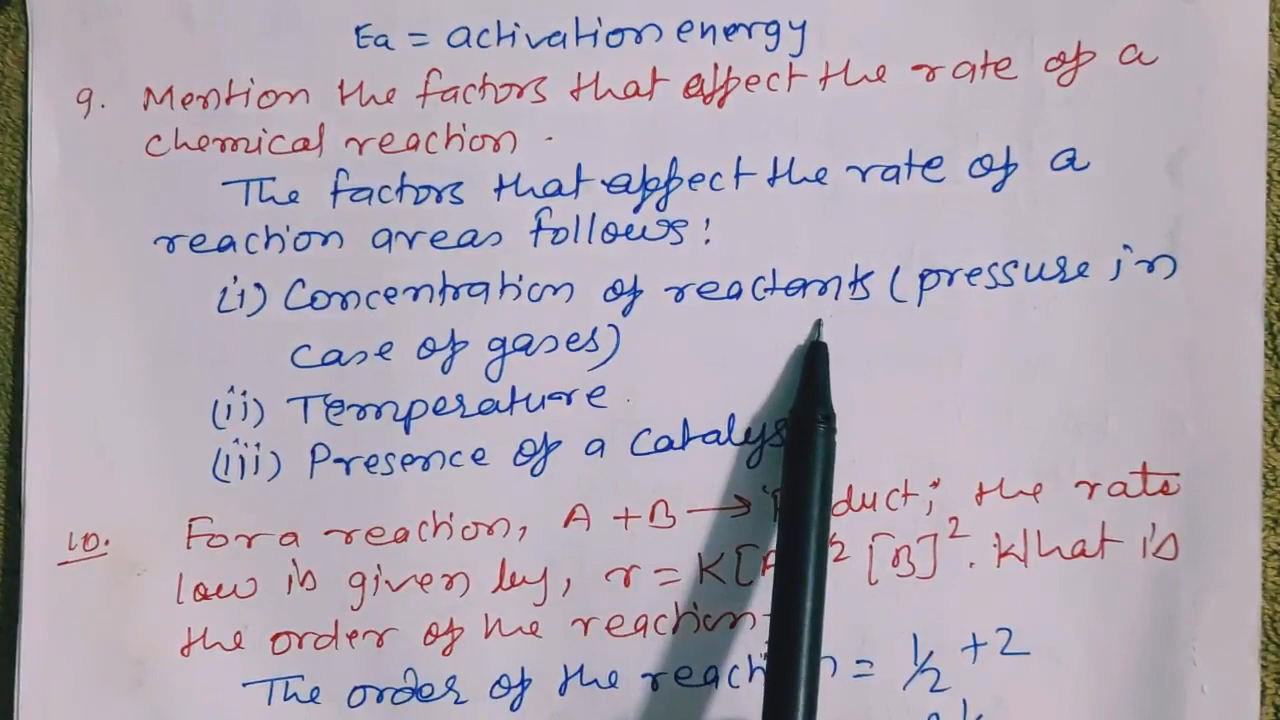 Ea = activation energy
9. Mention the factors that affect the rate of a
chemical reaction.
The factors that affect the rate of a
reaction are as follows:
(i) Concentration of reactants (pressure in
case of gases)
(ii) Temperature
(iii) Presence of a catalys
10. For a reaction, A + B → duct; the rate
law is given by, r = K[ 1/2 [B]². What is
the order of the reaction
The order of the reach n = 1/2 + 2